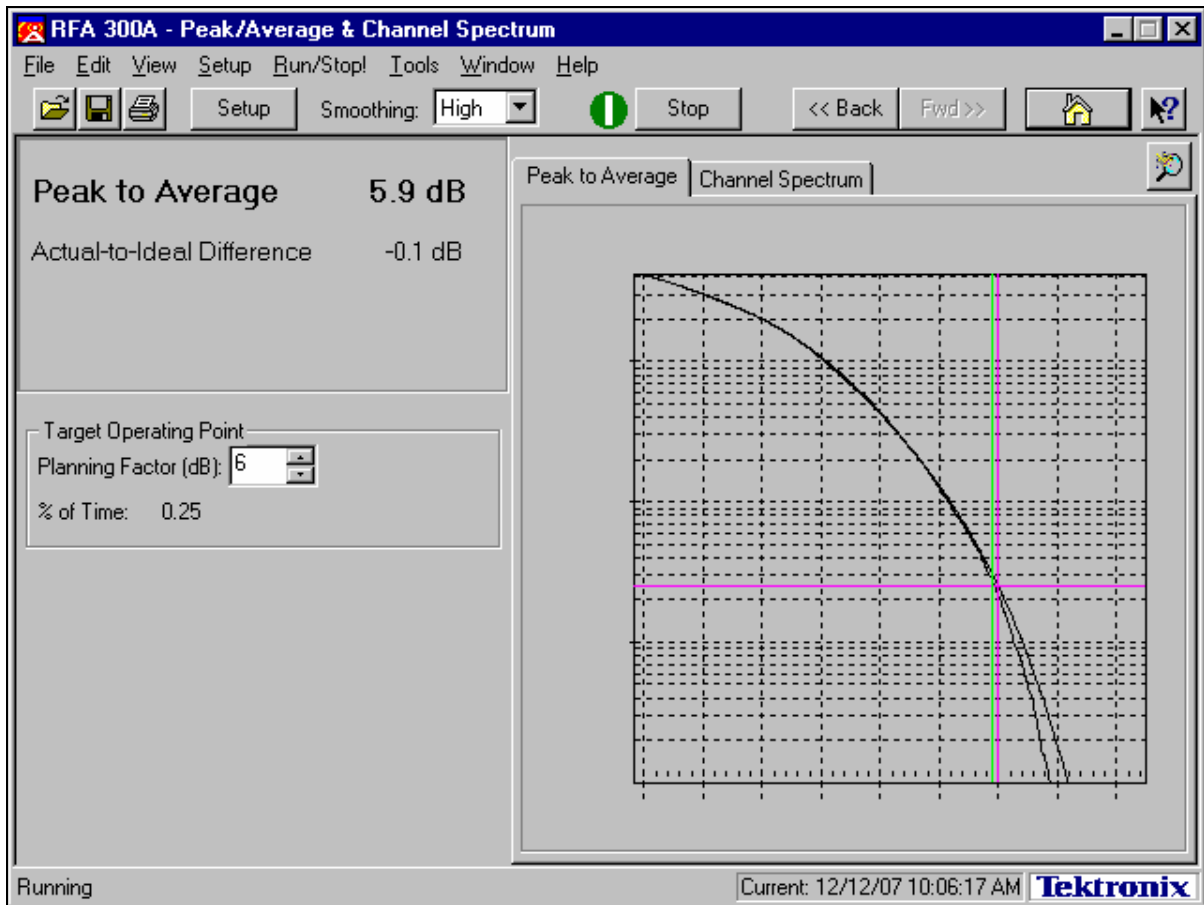 RFA 300A - Peak/Average & Channel Spectrum
File Edit View Setup Run/Stop! Tools Window Help
Setup Smoothing: High Stop << Back Fwd >>
Peak to Average 5.9 dB
Actual-to-Ideal Difference -0.1 dB
Peak to Average Channel Spectrum
Target Operating Point
Planning Factor (dB): 6
% of Time: 0.25
Running Current: 12/12/07 10:06:17 AM Tektronix